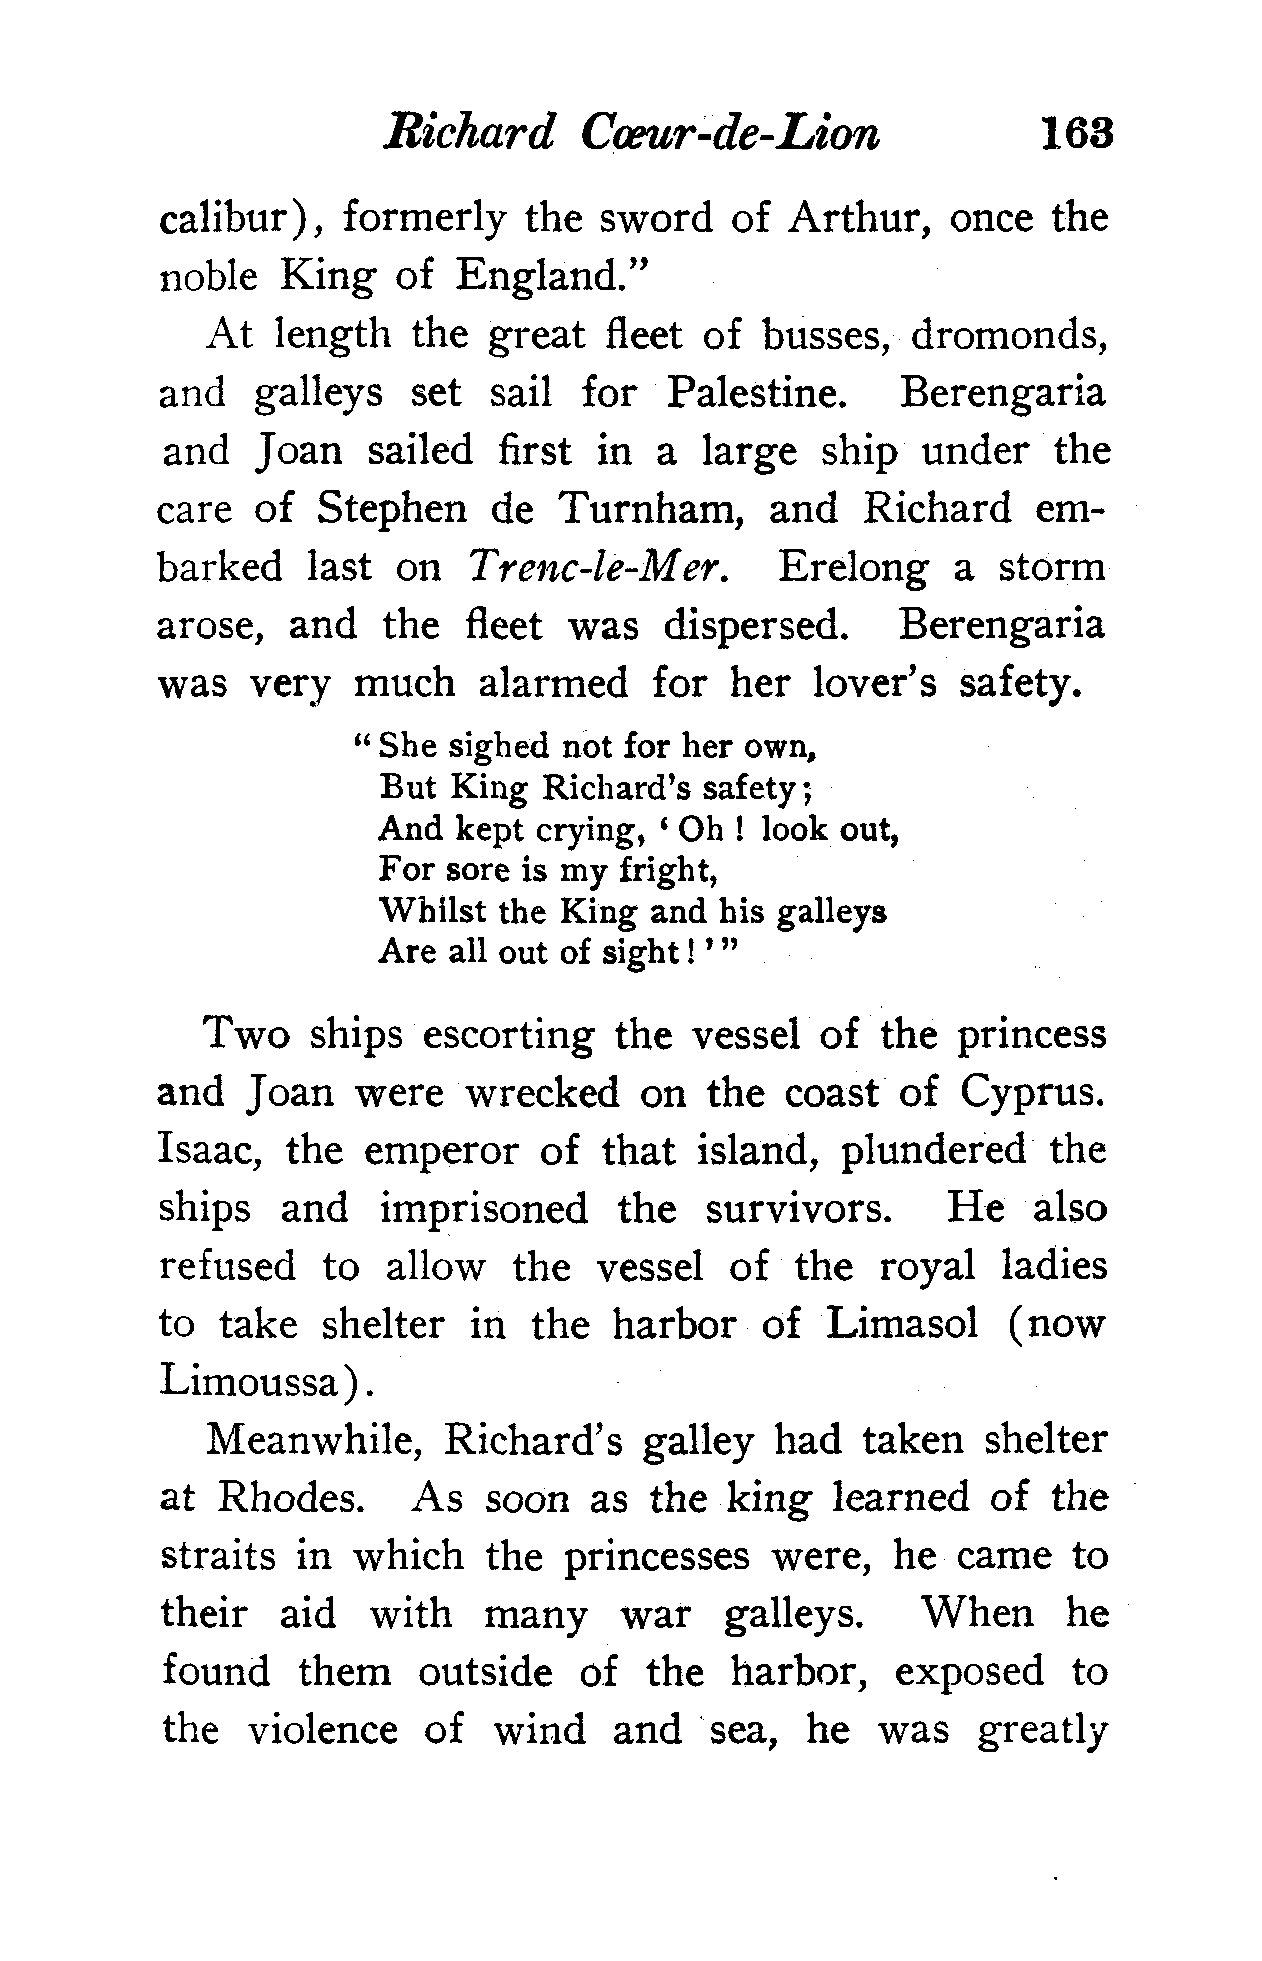 Richard Cœur-de-Lion 163
calibur), formerly the sword of Arthur, once the
noble King of England."
At length the great fleet of busses, dromonds,
and galleys set sail for Palestine. Berengaria
and Joan sailed first in a large ship under the
care of Stephen de Turnham, and Richard em-
barked last on Trenc-le-Mer. Erelong a storm
arose, and the fleet was dispersed. Berengaria
was very much alarmed for her lover's safety.
"She sighed not for her own,
But King Richard's safety;
And kept crying, 'Oh! look out,
For sore is my fright,
Whilst the King and his galleys
Are all out of sight!'"
Two ships escorting the vessel of the princess
and Joan were wrecked on the coast of Cyprus.
Isaac, the emperor of that island, plundered the
ships and imprisoned the survivors. He also
refused to allow the vessel of the royal ladies
to take shelter in the harbor of Limasol (now
Limoussa).
Meanwhile, Richard's galley had taken shelter
at Rhodes. As soon as the king learned of the
straits in which the princesses were, he came to
their aid with many war galleys. When he
found them outside of the harbor, exposed to
the violence of wind and sea, he was greatly